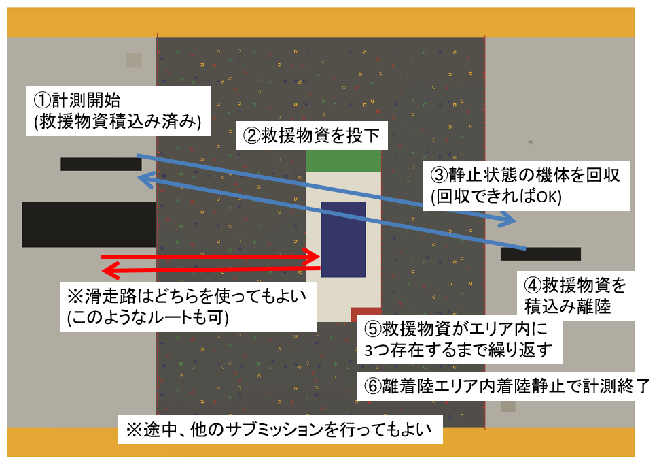 ①計測開始
(救援物資積込み済み)
②救援物資を投下
③静止状態の機体を回収
(回収できればOK)
④救援物資を
積込み離陸
※滑走路はどちらを使ってもよい
(このようなルートも可)
⑤救援物資がエリア内に
3つ存在するまで繰り返す
⑥離着陸エリア内着陸静止で計測終了
※途中、他のサブミッションを行ってもよい